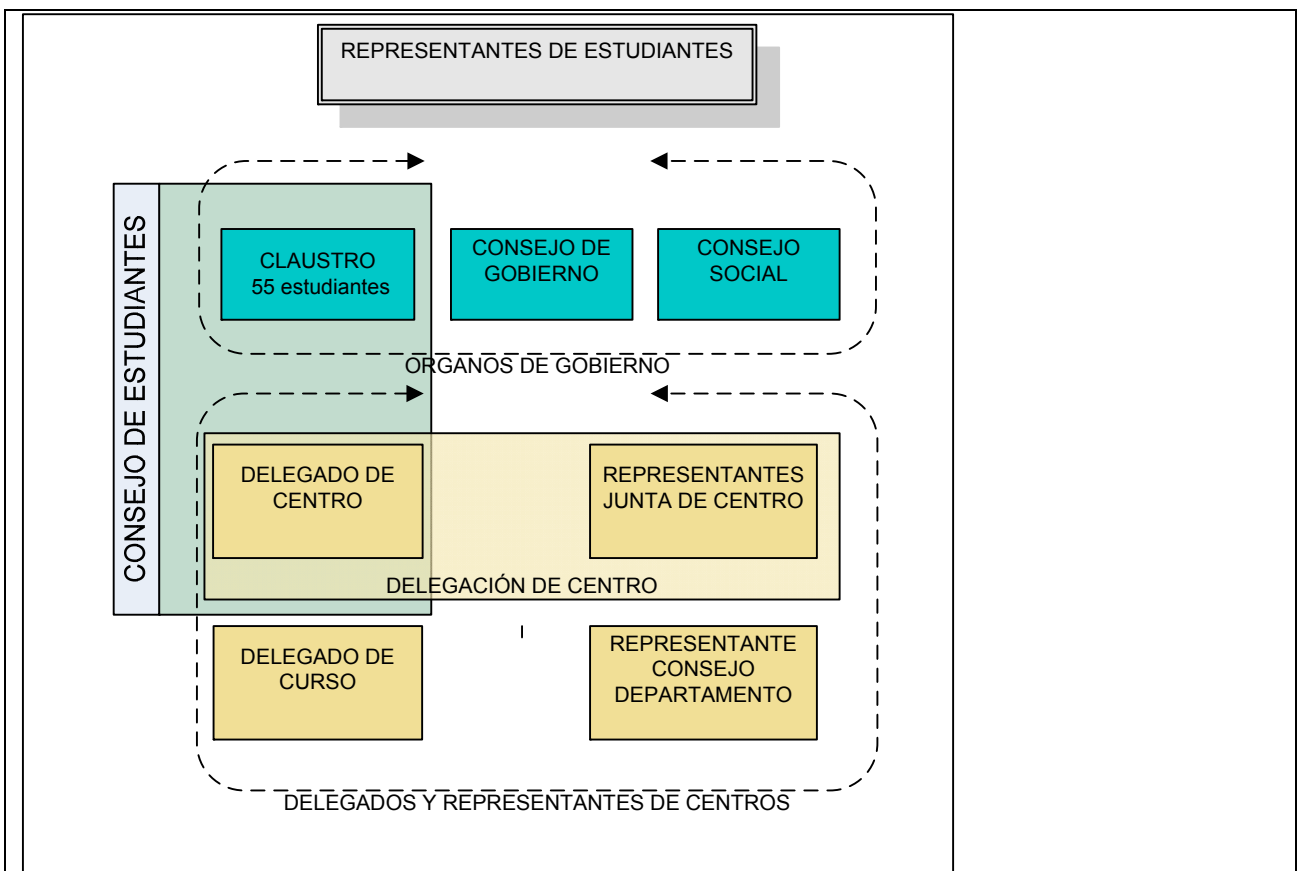 REPRESENTANTES DE ESTUDIANTES
CONSEJO DE ESTUDIANTES
CLAUSTRO
55 estudiantes
CONSEJO DE
GOBIERNO
CONSEJO
SOCIAL
ORGANOS DE GOBIERNO
DELEGADO DE
CENTRO
REPRESENTANTES
JUNTA DE CENTRO
DELEGACIÓN DE CENTRO
DELEGADO DE
CURSO
REPRESENTANTE
CONSEJO
DEPARTAMENTO
DELEGADOS Y REPRESENTANTES DE CENTROS